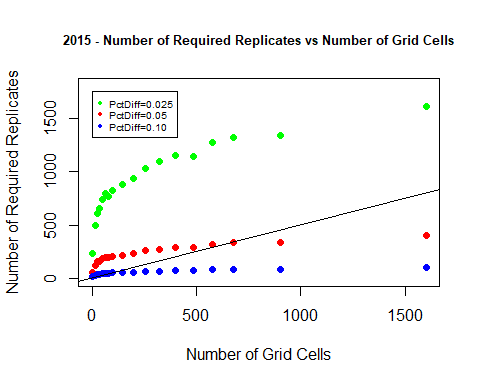 2015 - Number of Required Replicates vs Number of Grid Cells
Number of Required Replicates
1500
1000
500
0
PctDiff=0.025
PctDiff=0.05
PctDiff=0.10
0 500 1000 1500
Number of Grid Cells